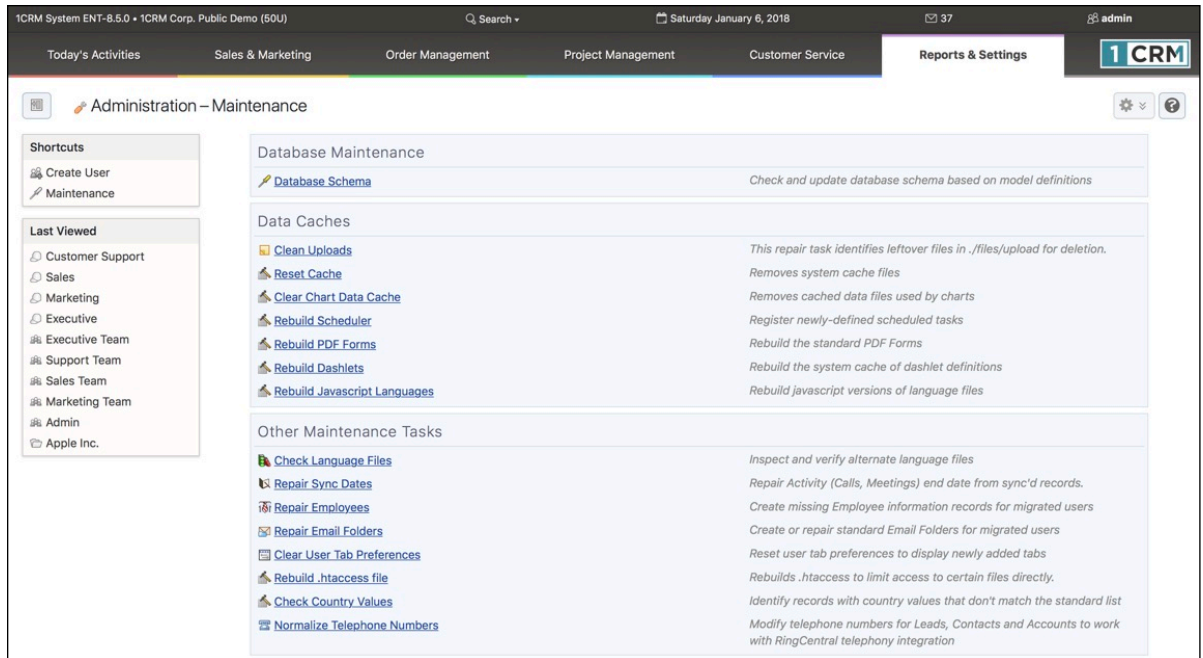 1CRM System ENT-8.5.0 • 1CRM Corp. Public Demo (50U)
Search
Saturday January 6, 2018
37
admin
Today's Activities
Sales & Marketing
Order Management
Project Management
Customer Service
Reports & Settings
1 CRM
Administration – Maintenance
Shortcuts
Create User
Maintenance
Last Viewed
Customer Support
Sales
Marketing
Executive
Executive Team
Support Team
Sales Team
Marketing Team
Admin
Apple Inc.
Database Maintenance
Database Schema Check and update database schema based on model definitions
Data Caches
Clean Uploads This repair task identifies leftover files in ./files/upload for deletion.
Reset Cache Removes system cache files
Clear Chart Data Cache Removes cached data files used by charts
Rebuild Scheduler Register newly-defined scheduled tasks
Rebuild PDF Forms Rebuild the standard PDF Forms
Rebuild Dashlets Rebuild the system cache of dashlet definitions
Rebuild Javascript Languages Rebuild javascript versions of language files
Other Maintenance Tasks
Check Language Files Inspect and verify alternate language files
Repair Sync Dates Repair Activity (Calls, Meetings) end date from sync'd records.
Repair Employees Create missing Employee information records for migrated users
Repair Email Folders Create or repair standard Email Folders for migrated users
Clear User Tab Preferences Reset user tab preferences to display newly added tabs
Rebuild .htaccess file Rebuilds .htaccess to limit access to certain files directly.
Check Country Values Identify records with country values that don't match the standard list
Normalize Telephone Numbers Modify telephone numbers for Leads, Contacts and Accounts to work
with RingCentral telephony integration